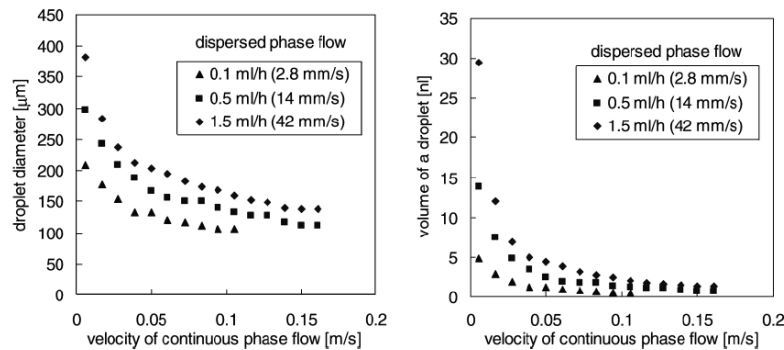 450
400
350
300
250
200
150
100
50
0
droplet diameter [μm]
dispersed phase flow
0.1 ml/h (2.8 mm/s)
0.5 ml/h (14 mm/s)
1.5 ml/h (42 mm/s)
0 0.05 0.1 0.15 0.2
velocity of continuous phase flow [m/s]
35
30
25
20
15
10
5
0
volume of a droplet [nl]
dispersed phase flow
0.1 ml/h (2.8 mm/s)
0.5 ml/h (14 mm/s)
1.5 ml/h (42 mm/s)
0 0.05 0.1 0.15 0.2
velocity of continuous phase flow [m/s]